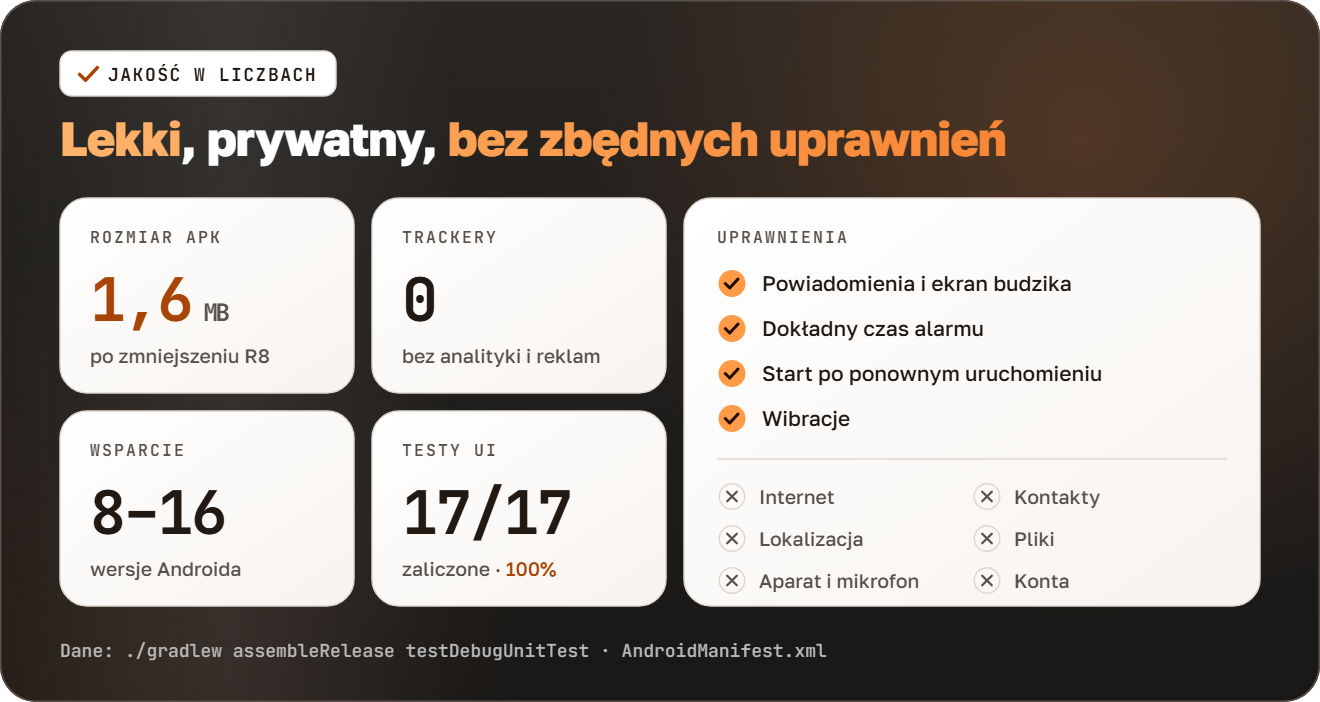 JAKOŚĆ W LICZBACH
Lekki, prywatny, bez zbędnych uprawnień
ROZMIAR APK
1,6 MB
po zmniejszeniu R8
TRACKERY
0
bez analityki i reklam
WSPARCIE
8–16
wersje Androida
TESTY UI
17/17
zaliczone · 100%
UPRAWNIENIA
Powiadomienia i ekran budzika
Dokładny czas alarmu
Start po ponownym uruchomieniu
Wibracje
Internet
Kontakty
Lokalizacja
Pliki
Aparat i mikrofon
Konta
Dane: ./gradlew assembleRelease testDebugUnitTest · AndroidManifest.xml